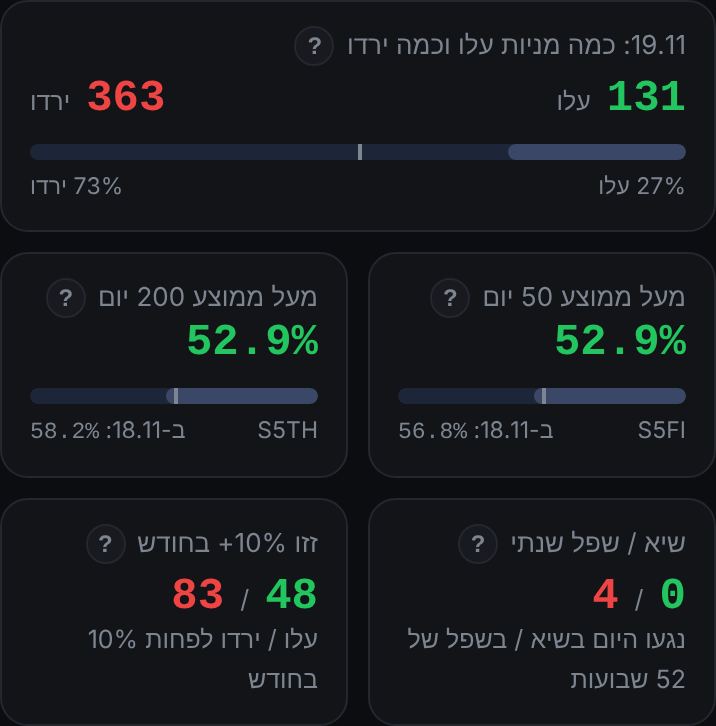 19.11: כמה מניות עלו וכמה ירדו ?
131 עלו 363 ירדו
27% עלו 73% ירדו
מעל ממוצע 50 יום ?
52.9%
S5FI ב-18.11: 56.8%
מעל ממוצע 200 יום ?
52.9%
S5TH ב-18.11: 58.2%
שיא / שפל שנתי ?
0 / 4
נגעו היום בשיא / בשפל של
52 שבועות
זזו 10%+ בחודש ?
48 / 83
עלו / ירדו לפחות 10%
בחודש